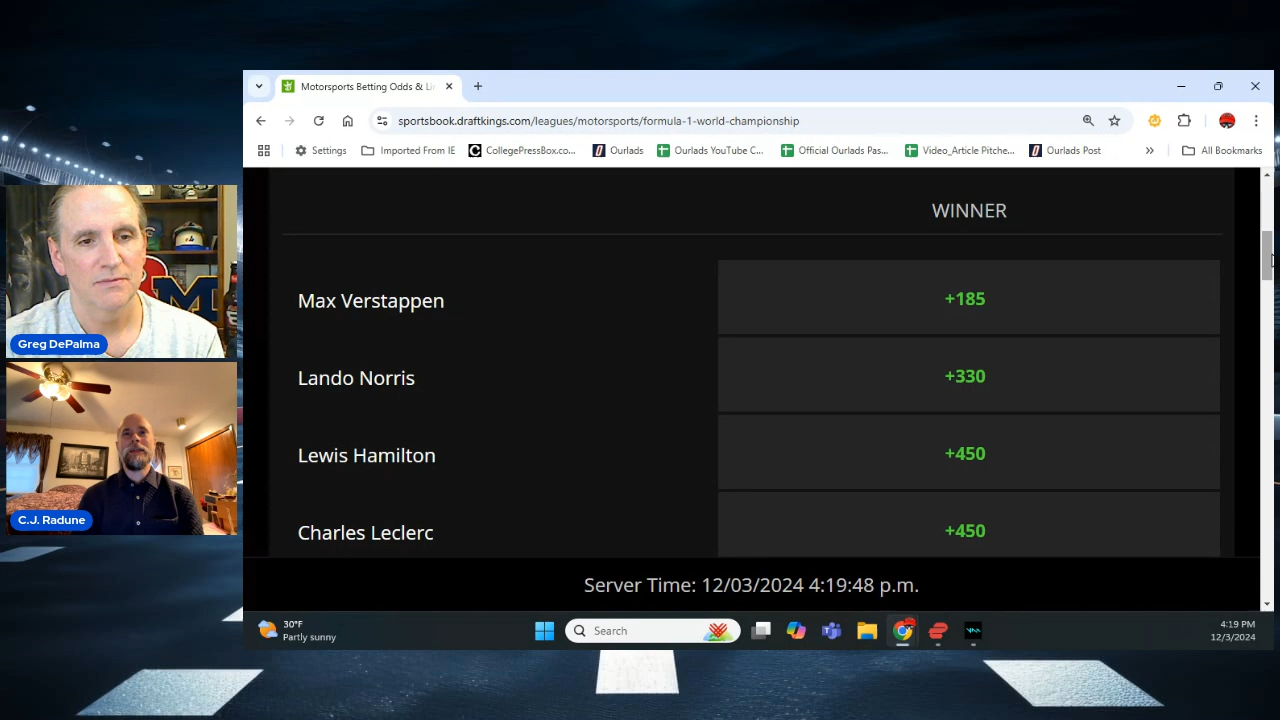 Motorsports Betting Odds & Li
sportsbook.draftkings.com/leagues/motorsports/formula-1-world-championship
Settings
Imported From IE
CollegePressBox.co...
Ourlads
Ourlads YouTube C...
Official Ourlads Pas...
Video_Article Pitche...
Ourlads Post
All Bookmarks
WINNER
Max Verstappen +185
Lando Norris +330
Lewis Hamilton +450
Charles Leclerc +450
Server Time: 12/03/2024 4:19:48 p.m.
Greg DePalma
C.J. Radune
30°F
Partly sunny
Search
4:19 PM
12/3/2024